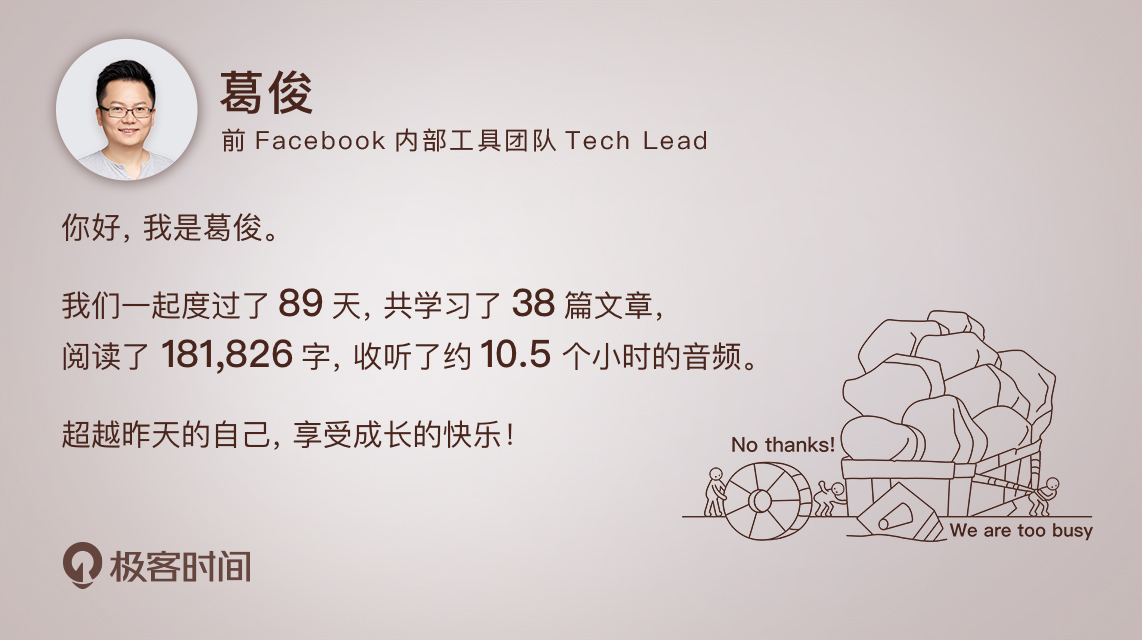 葛俊
前 Facebook 内部工具团队 Tech Lead
你好, 我是葛俊。
我们一起度过了 89 天, 共学习了 38 篇文章,
阅读了 181,826 字, 收听了约 10.5 个小时的音频。
超越昨天的自己, 享受成长的快乐!
No thanks!
We are too busy
极客时间